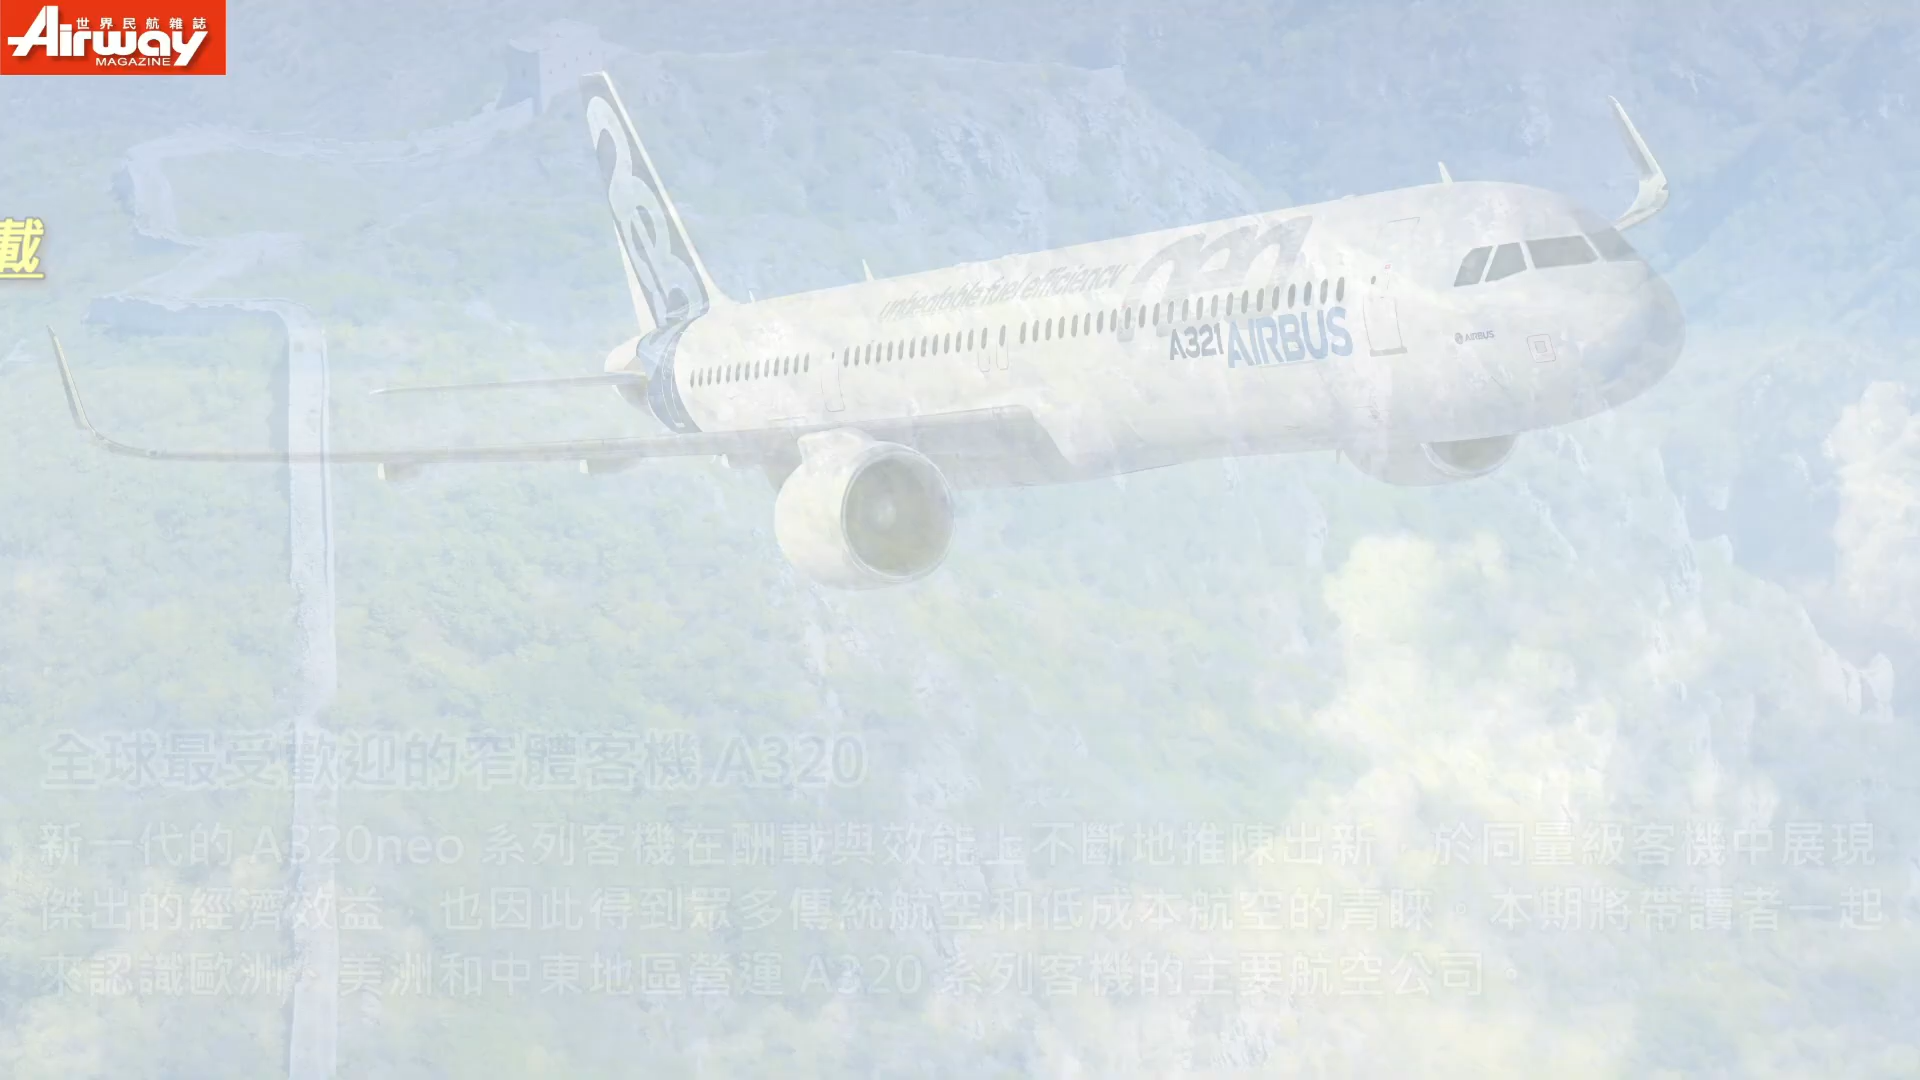 世界民航雜誌
Airway
MAGAZINE
載
unbeatable fuel efficiency
neo
A321 AIRBUS
AIRBUS
全球最受歡迎的窄體客機 A320
新一代的 A320neo 系列客機在酬載與效能上不斷地推陳出新，於同量級客機中展現
傑出的經濟效益，也因此得到眾多傳統航空和低成本航空的青睞。本期將帶讀者一起
來認識歐洲、美洲和中東地區營運 A320 系列客機的主要航空公司。